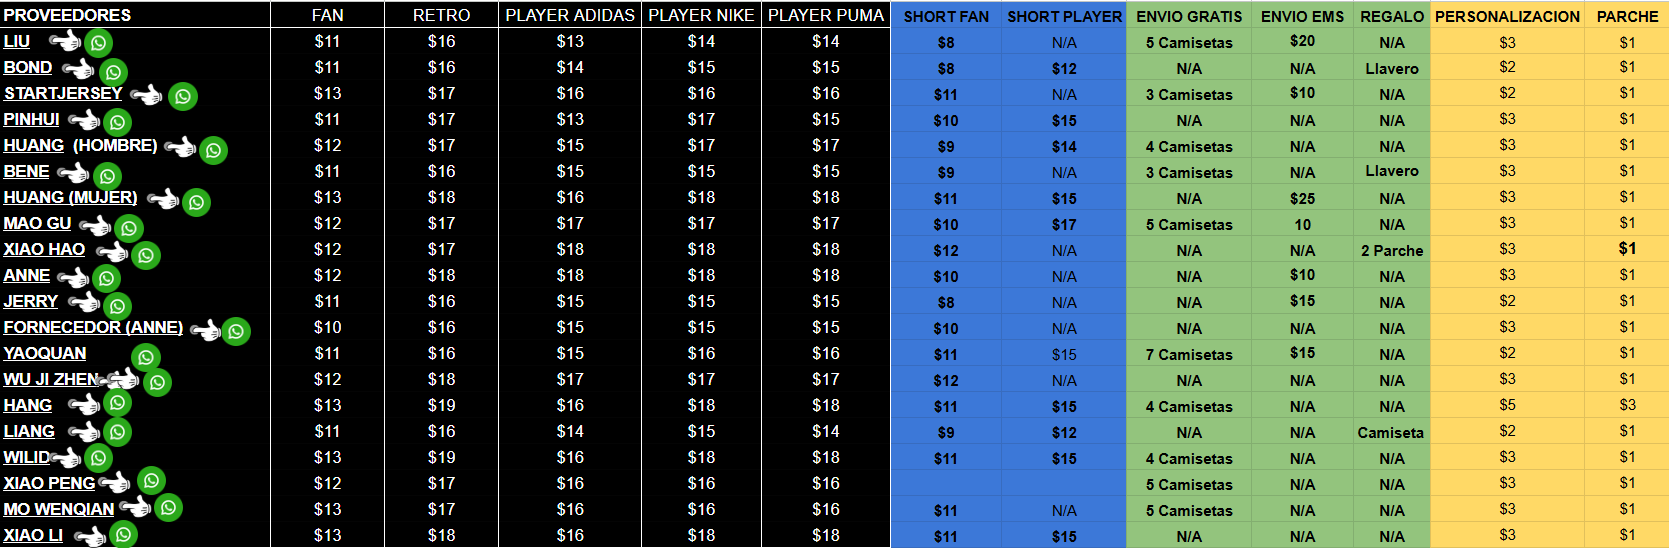 PROVEEDORES FAN RETRO PLAYER ADIDAS PLAYER NIKE PLAYER PUMA SHORT FAN SHORT PLAYER ENVIO GRATIS ENVIO EMS REGALO PERSONALIZACION PARCHE
LIU $11 $16 $13 $14 $14 $8 N/A 5 Camisetas $20 N/A $3 $1
BOND $11 $16 $14 $15 $15 $8 $12 N/A N/A Llavero $2 $1
STARTJERSEY $13 $17 $16 $16 $16 $11 N/A 3 Camisetas $10 N/A $2 $1
PINHUI $11 $17 $13 $17 $15 $10 $15 N/A N/A N/A $3 $1
HUANG (HOMBRE) $12 $17 $15 $17 $17 $9 $14 4 Camisetas N/A N/A $3 $1
BENE $11 $16 $15 $15 $15 $9 N/A 3 Camisetas N/A Llavero $3 $1
HUANG (MUJER) $13 $18 $16 $18 $18 $11 $15 N/A $25 N/A $3 $1
MAO GU $12 $17 $17 $17 $17 $10 $17 5 Camisetas 10 N/A $3 $1
XIAO HAO $12 $17 $18 $18 $18 $12 N/A N/A N/A 2 Parche $3 $1
ANNE $12 $18 $18 $18 $18 $10 N/A N/A $10 N/A $3 $1
JERRY $11 $16 $15 $15 $15 $8 N/A N/A $15 N/A $2 $1
FORNECEDOR (ANNE) $10 $16 $15 $15 $15 $10 N/A N/A N/A N/A $3 $1
YAOQUAN $11 $16 $15 $16 $16 $11 $15 7 Camisetas $15 N/A $2 $1
WU JI ZHEN $12 $18 $17 $17 $17 $12 N/A N/A N/A N/A $3 $1
HANG $13 $19 $16 $18 $18 $11 $15 4 Camisetas N/A N/A $5 $3
LIANG $11 $16 $14 $15 $14 $9 $12 N/A N/A Camiseta $2 $1
WILID $13 $19 $16 $18 $18 $11 $15 4 Camisetas N/A N/A $3 $1
XIAO PENG $12 $17 $16 $16 $16 5 Camisetas N/A N/A $3 $1
MO WENQIAN $13 $17 $16 $16 $16 $11 N/A 5 Camisetas N/A N/A $3 $1
XIAO LI $13 $18 $16 $18 $18 $11 $15 N/A N/A N/A $3 $1